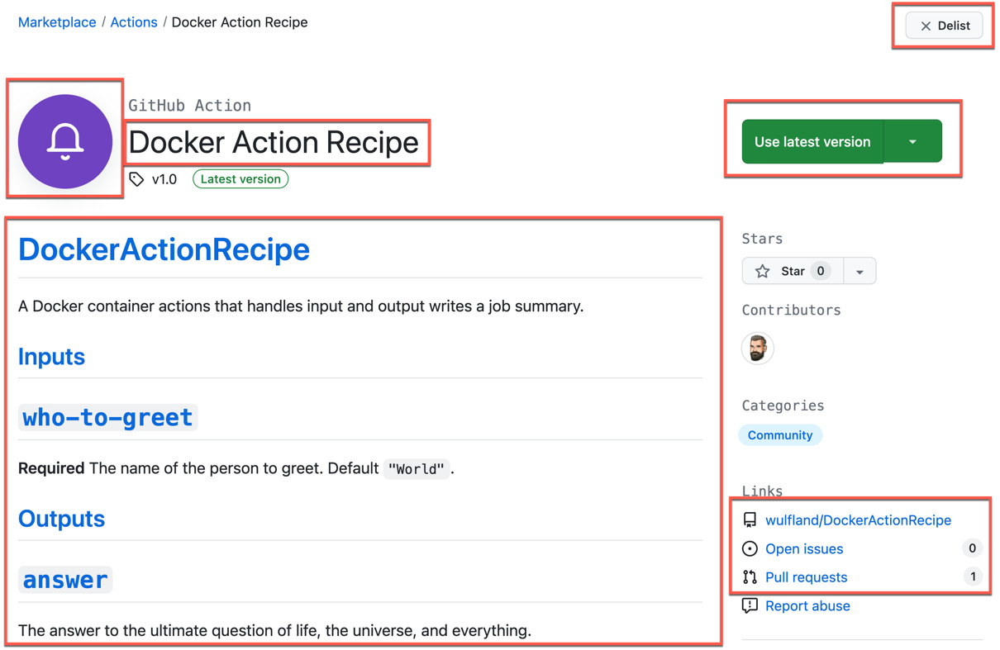 Marketplace / Actions / Docker Action Recipe
Delist
GitHub Action
Docker Action Recipe
v1.0 Latest version
Use latest version
DockerActionRecipe
A Docker container actions that handles input and output writes a job summary.
Inputs
who-to-greet
Required The name of the person to greet. Default "World".
Outputs
answer
The answer to the ultimate question of life, the universe, and everything.
Stars
Star 0
Contributors
Categories
Community
Links
wulfland/DockerActionRecipe
Open issues 0
Pull requests 1
Report abuse